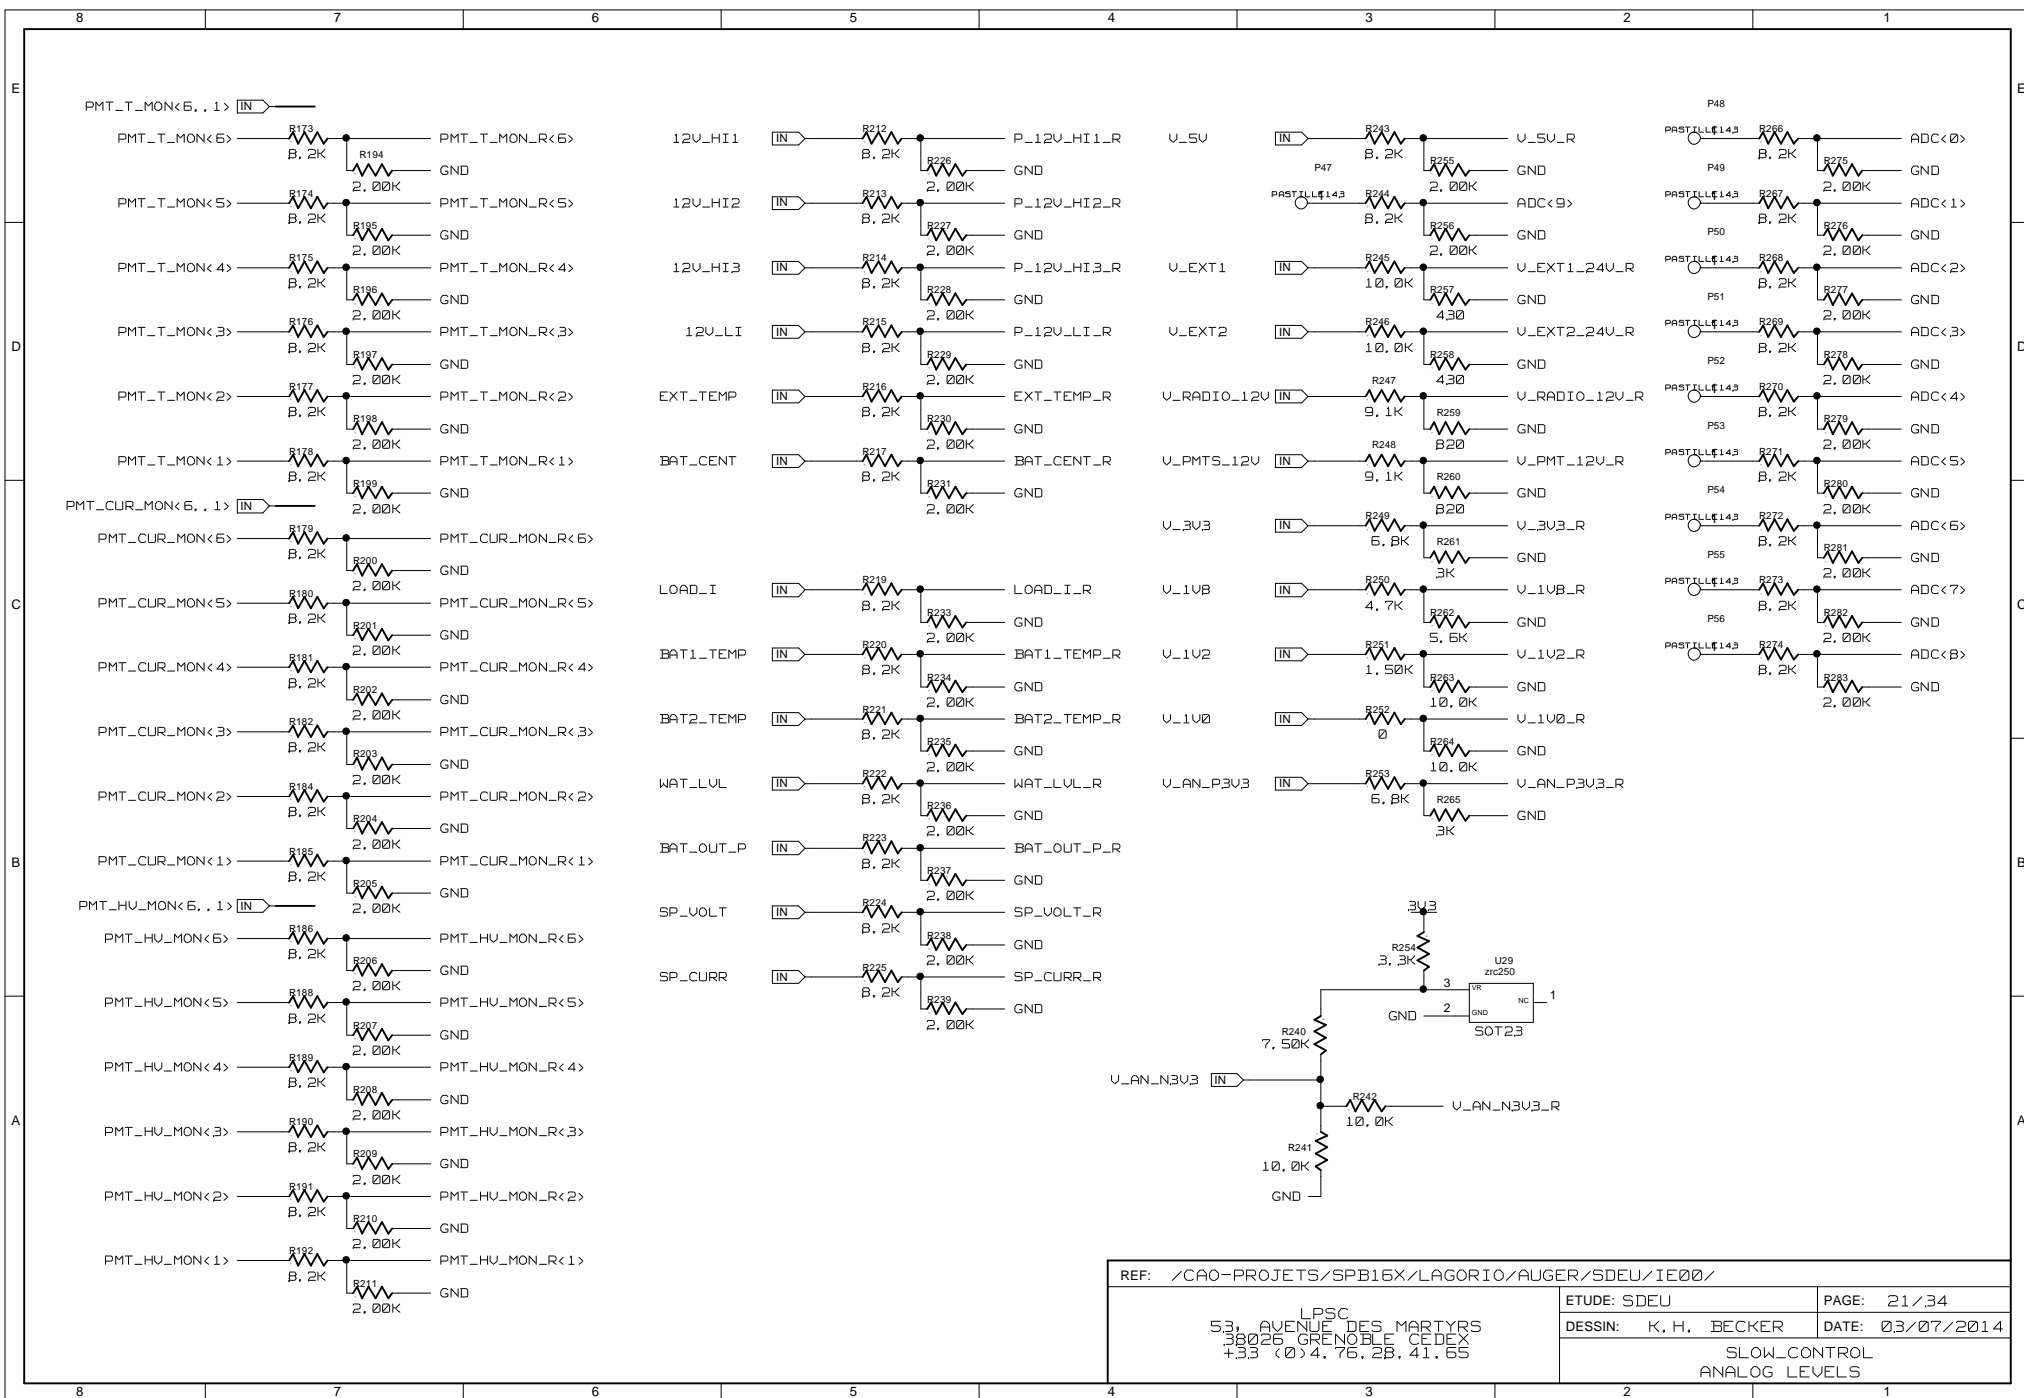 8 7 6 5 4 3 2 1
E
D
C
B
A
PMT_T_MON<6..1> IN
PMT_T_MON<6> R173 8.2K PMT_T_MON_R<6>
R194 2.00K GND
PMT_T_MON<5> R174 8.2K PMT_T_MON_R<5>
R195 2.00K GND
PMT_T_MON<4> R175 8.2K PMT_T_MON_R<4>
R196 2.00K GND
PMT_T_MON<3> R176 8.2K PMT_T_MON_R<3>
R197 2.00K GND
PMT_T_MON<2> R177 8.2K PMT_T_MON_R<2>
R198 2.00K GND
PMT_T_MON<1> R178 8.2K PMT_T_MON_R<1>
R199 2.00K GND
PMT_CUR_MON<6..1> IN
PMT_CUR_MON<6> R179 8.2K PMT_CUR_MON_R<6>
R200 2.00K GND
PMT_CUR_MON<5> R180 8.2K PMT_CUR_MON_R<5>
R201 2.00K GND
PMT_CUR_MON<4> R181 8.2K PMT_CUR_MON_R<4>
R202 2.00K GND
PMT_CUR_MON<3> R182 8.2K PMT_CUR_MON_R<3>
R203 2.00K GND
PMT_CUR_MON<2> R184 8.2K PMT_CUR_MON_R<2>
R204 2.00K GND
PMT_CUR_MON<1> R185 8.2K PMT_CUR_MON_R<1>
R205 2.00K GND
PMT_HV_MON<6..1> IN
PMT_HV_MON<6> R186 8.2K PMT_HV_MON_R<6>
R206 2.00K GND
PMT_HV_MON<5> R188 8.2K PMT_HV_MON_R<5>
R207 2.00K GND
PMT_HV_MON<4> R189 8.2K PMT_HV_MON_R<4>
R208 2.00K GND
PMT_HV_MON<3> R190 8.2K PMT_HV_MON_R<3>
R209 2.00K GND
PMT_HV_MON<2> R191 8.2K PMT_HV_MON_R<2>
R210 2.00K GND
PMT_HV_MON<1> R192 8.2K PMT_HV_MON_R<1>
R211 2.00K GND
12V_HI1 IN R212 8.2K P_12V_HI1_R
R226 2.00K GND
12V_HI2 IN R213 8.2K P_12V_HI2_R
R227 2.00K GND
12V_HI3 IN R214 8.2K P_12V_HI3_R
R228 2.00K GND
12V_LI IN R215 8.2K P_12V_LI_R
R229 2.00K GND
EXT_TEMP IN R216 8.2K EXT_TEMP_R
R230 2.00K GND
BAT_CENT IN R217 8.2K BAT_CENT_R
R231 2.00K GND
LOAD_I IN R219 8.2K LOAD_I_R
R233 2.00K GND
BAT1_TEMP IN R220 8.2K BAT1_TEMP_R
R234 2.00K GND
BAT2_TEMP IN R221 8.2K BAT2_TEMP_R
R235 2.00K GND
WAT_LVL IN R222 8.2K WAT_LVL_R
R236 2.00K GND
BAT_OUT_P IN R223 8.2K BAT_OUT_P_R
R237 2.00K GND
SP_VOLT IN R224 8.2K SP_VOLT_R
R238 2.00K GND
SP_CURR IN R225 8.2K SP_CURR_R
R239 2.00K GND
V_5V IN R243 8.2K V_5V_R
R255 2.00K GND
P47 R244 8.2K ADC<9>
R256 2.00K GND
V_EXT1 IN R245 10.0K V_EXT1_24V_R
R257 430 GND
V_EXT2 IN R246 10.0K V_EXT2_24V_R
R258 430 GND
V_RADIO_12V IN R247 9.1K V_RADIO_12V_R
R259 820 GND
V_PMTS_12V IN R248 9.1K V_PMT_12V_R
R260 820 GND
V_3V3 IN R249 6.8K V_3V3_R
R261 3K GND
V_1V8 IN R250 4.7K V_1V8_R
R262 5.6K GND
V_1V2 IN R251 1.50K V_1V2_R
R263 10.0K GND
V_1V0 IN R252 0 V_1V0_R
R264 10.0K GND
V_AN_P3V3 IN R253 6.8K V_AN_P3V3_R
R265 3K GND
P48 R266 8.2K ADC<0>
R275 2.00K GND
P49 R267 8.2K ADC<1>
R276 2.00K GND
P50 R268 8.2K ADC<2>
R277 2.00K GND
P51 R269 8.2K ADC<3>
R278 2.00K GND
P52 R270 8.2K ADC<4>
R279 2.00K GND
P53 R271 8.2K ADC<5>
R280 2.00K GND
P54 R272 8.2K ADC<6>
R281 2.00K GND
P55 R273 8.2K ADC<7>
R282 2.00K GND
P56 R274 8.2K ADC<8>
R283 2.00K GND
3V3
R254 3.3K
U29
zrc250
3 VR NC 1
GND 2 GND
SOT23
R240 7.50K
V_AN_N3V3 IN
R242 10.0K V_AN_N3V3_R
R241 10.0K
GND
REF: /CAO-PROJETS/SPB16X/LAGORIO/AUGER/SDEU/IE00/
LPSC
53, AVENUE DES MARTYRS
38026 GRENOBLE CEDEX
+33 (0)4.76.28.41.65
ETUDE: SDEU PAGE: 21/34
DESSIN: K.H. BECKER DATE: 03/07/2014
SLOW_CONTROL
ANALOG LEVELS
E
D
C
B
A
8 7 6 5 4 3 2 1